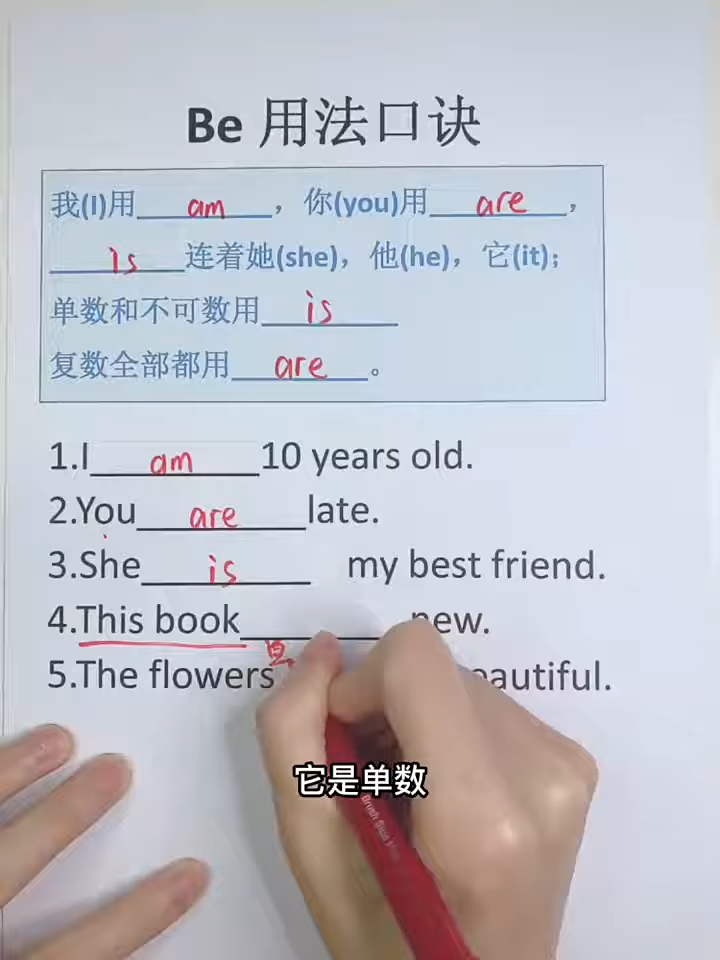 Be 用法口诀
我(I)用 am ，你(you)用 are ，
is 连着她(she)，他(he)，它(it)；
单数和不可数用 is
复数全部都用 are 。
1.I am 10 years old.
2.You are late.
3.She is my best friend.
4.This book new.
单
5.The flowers eautiful.
它是单数